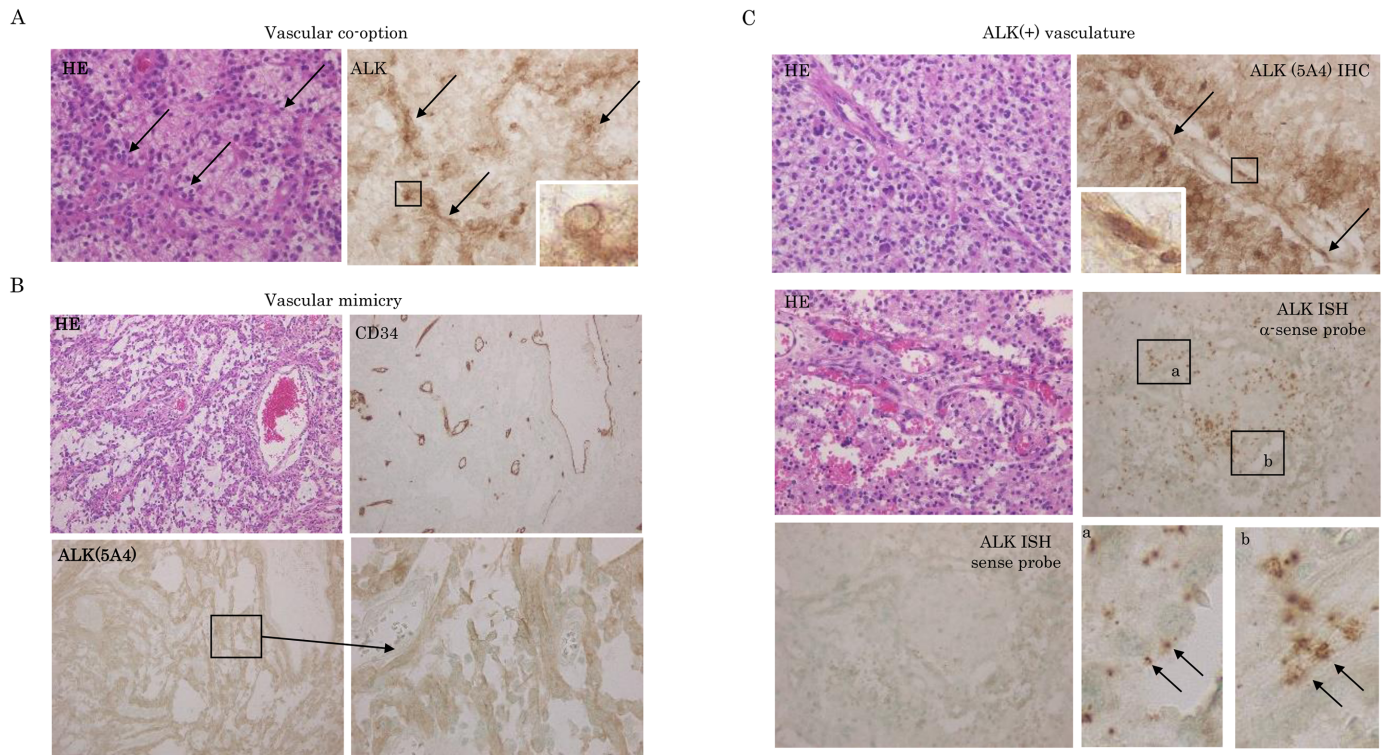 A
Vascular co-option
HE
ALK
B
Vascular mimicry
HE
CD34
ALK(5A4)
C
ALK(+) vasculature
HE
ALK (5A4) IHC
HE
ALK ISH
α-sense probe
a
b
ALK ISH
sense probe
a
b